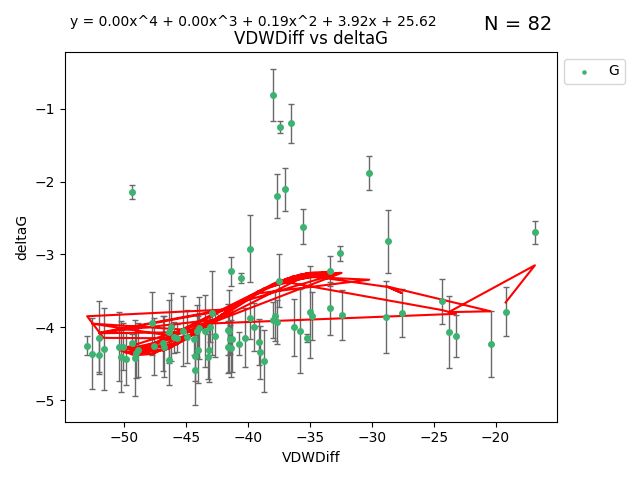 y = 0.00x^4 + 0.00x^3 + 0.19x^2 + 3.92x + 25.62
N = 82
VDWDiff vs deltaG
G
deltaG
−1
−2
−3
−4
−5
−50 −45 −40 −35 −30 −25 −20
VDWDiff